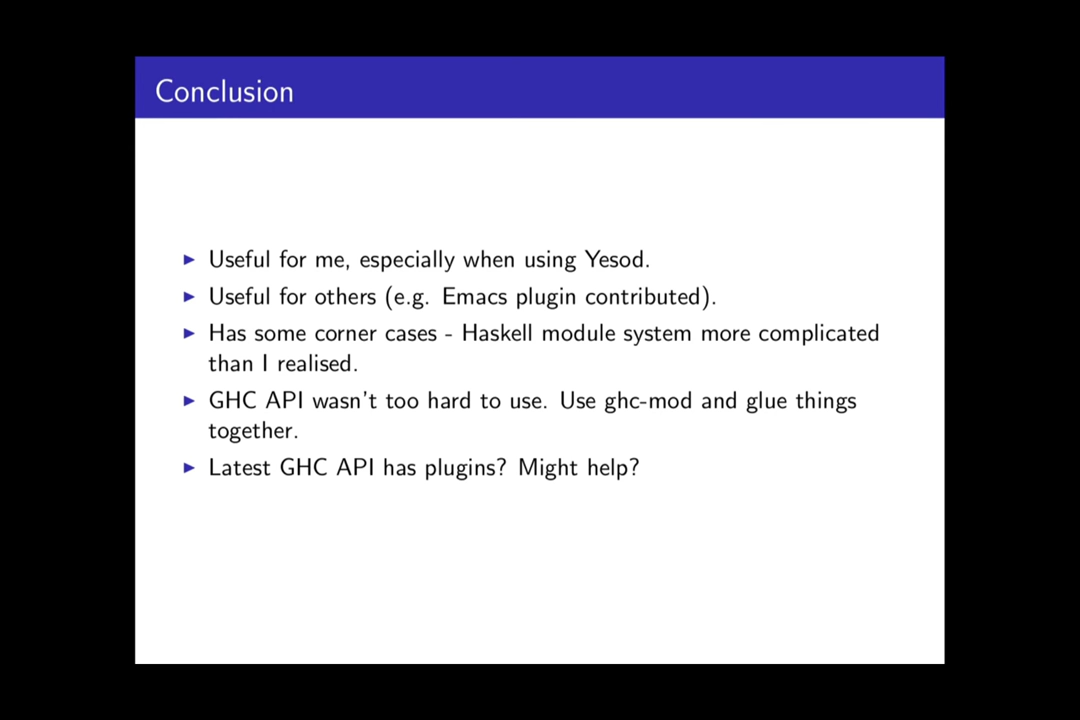 Conclusion
Useful for me, especially when using Yesod.
Useful for others (e.g. Emacs plugin contributed).
Has some corner cases - Haskell module system more complicated
than I realised.
GHC API wasn't too hard to use. Use ghc-mod and glue things
together.
Latest GHC API has plugins? Might help?